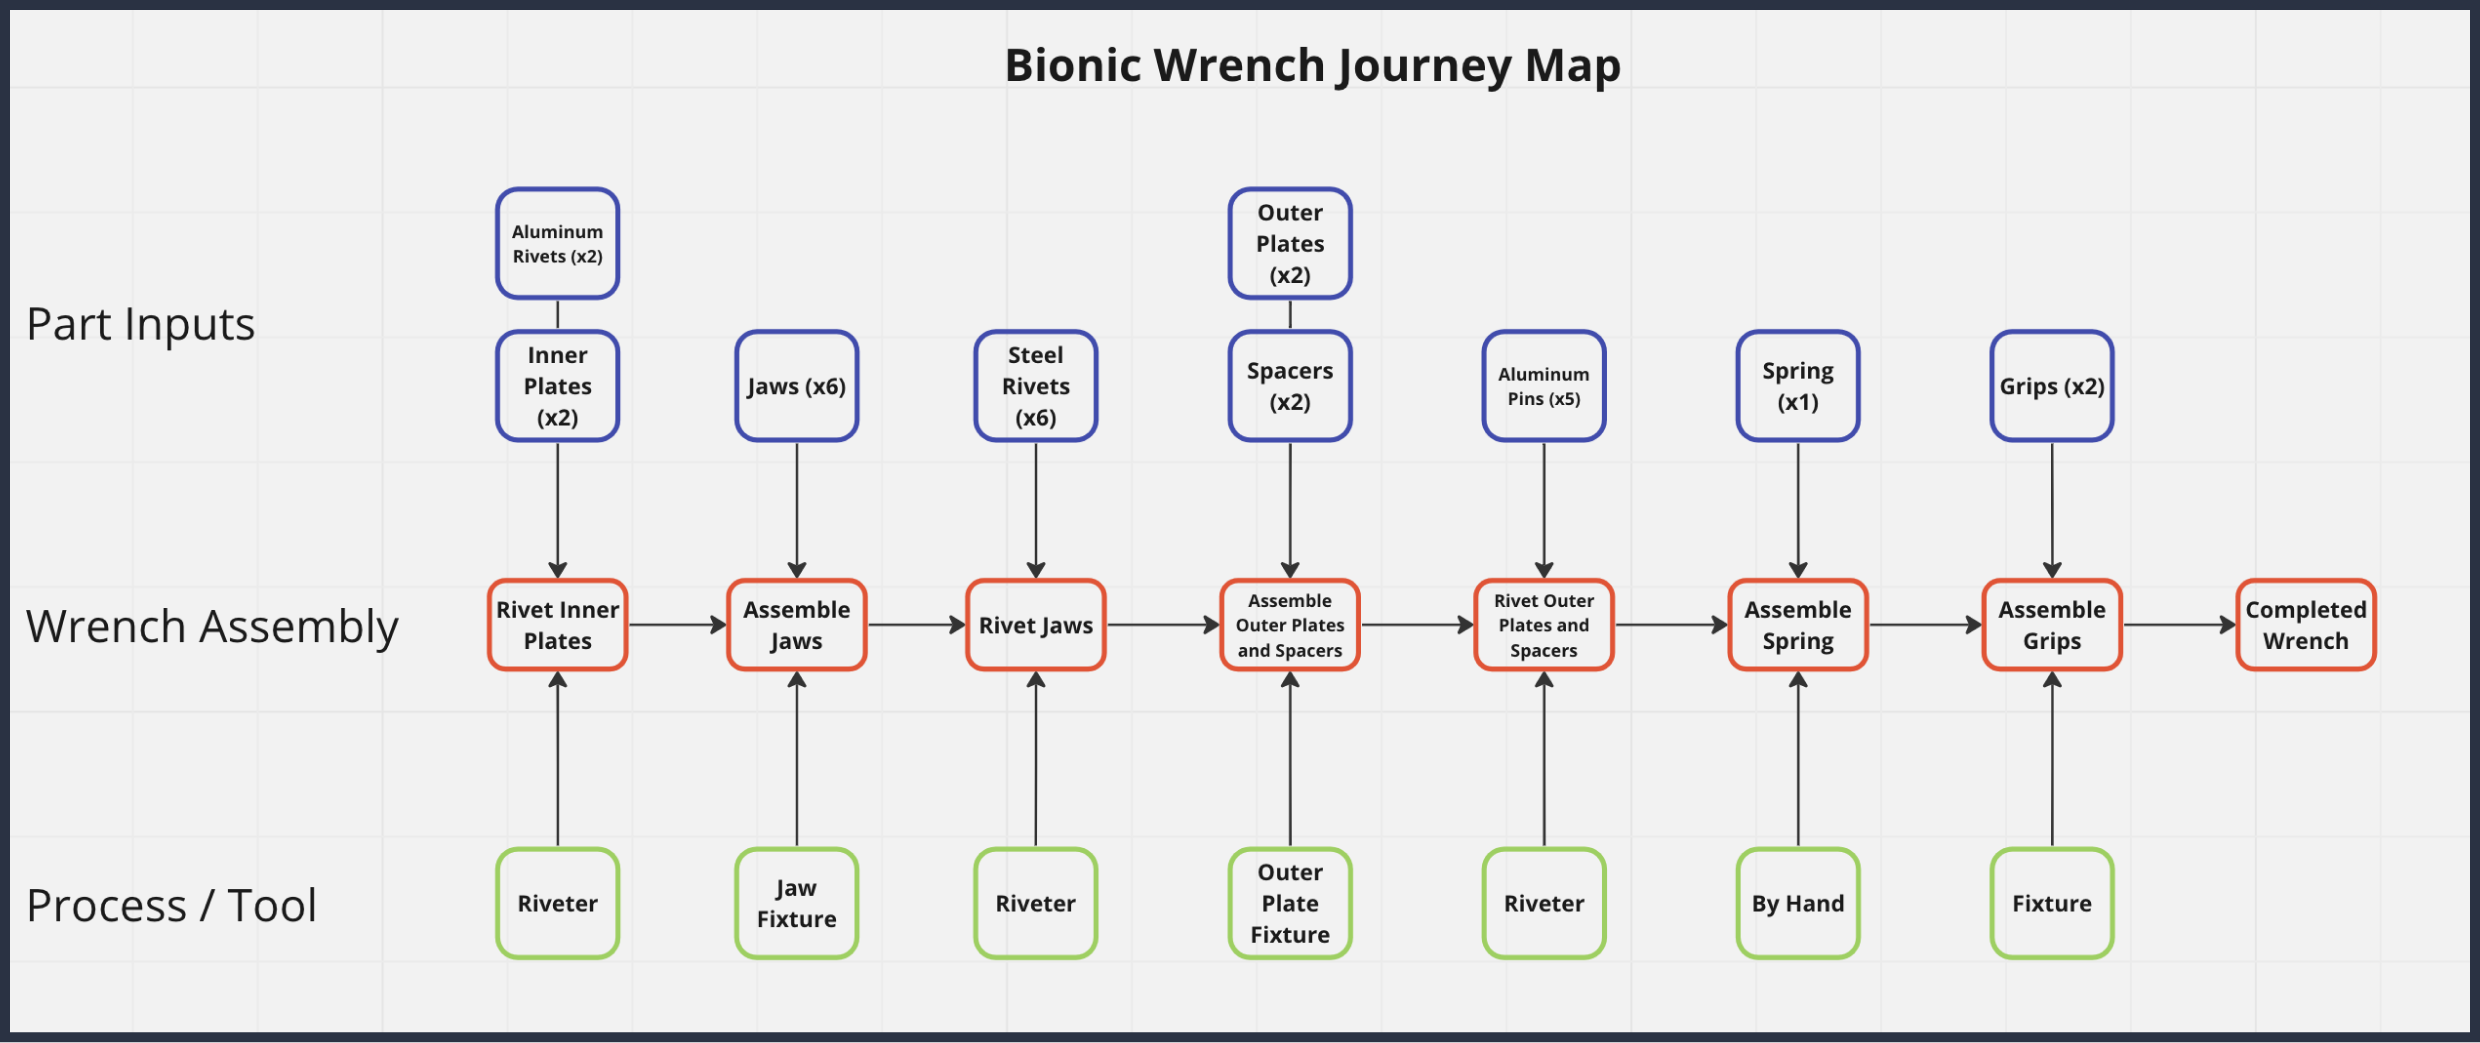 Bionic Wrench Journey Map
Part Inputs
Aluminum
Rivets (x2)
Outer
Plates
(x2)
Inner
Plates
(x2)
Jaws (x6)
Steel
Rivets
(x6)
Spacers
(x2)
Aluminum
Pins (x5)
Spring
(x1)
Grips (x2)
Wrench Assembly
Rivet Inner
Plates
Assemble
Jaws
Rivet Jaws
Assemble
Outer Plates
and Spacers
Rivet Outer
Plates and
Spacers
Assemble
Spring
Assemble
Grips
Completed
Wrench
Process / Tool
Riveter
Jaw
Fixture
Riveter
Outer
Plate
Fixture
Riveter
By Hand
Fixture